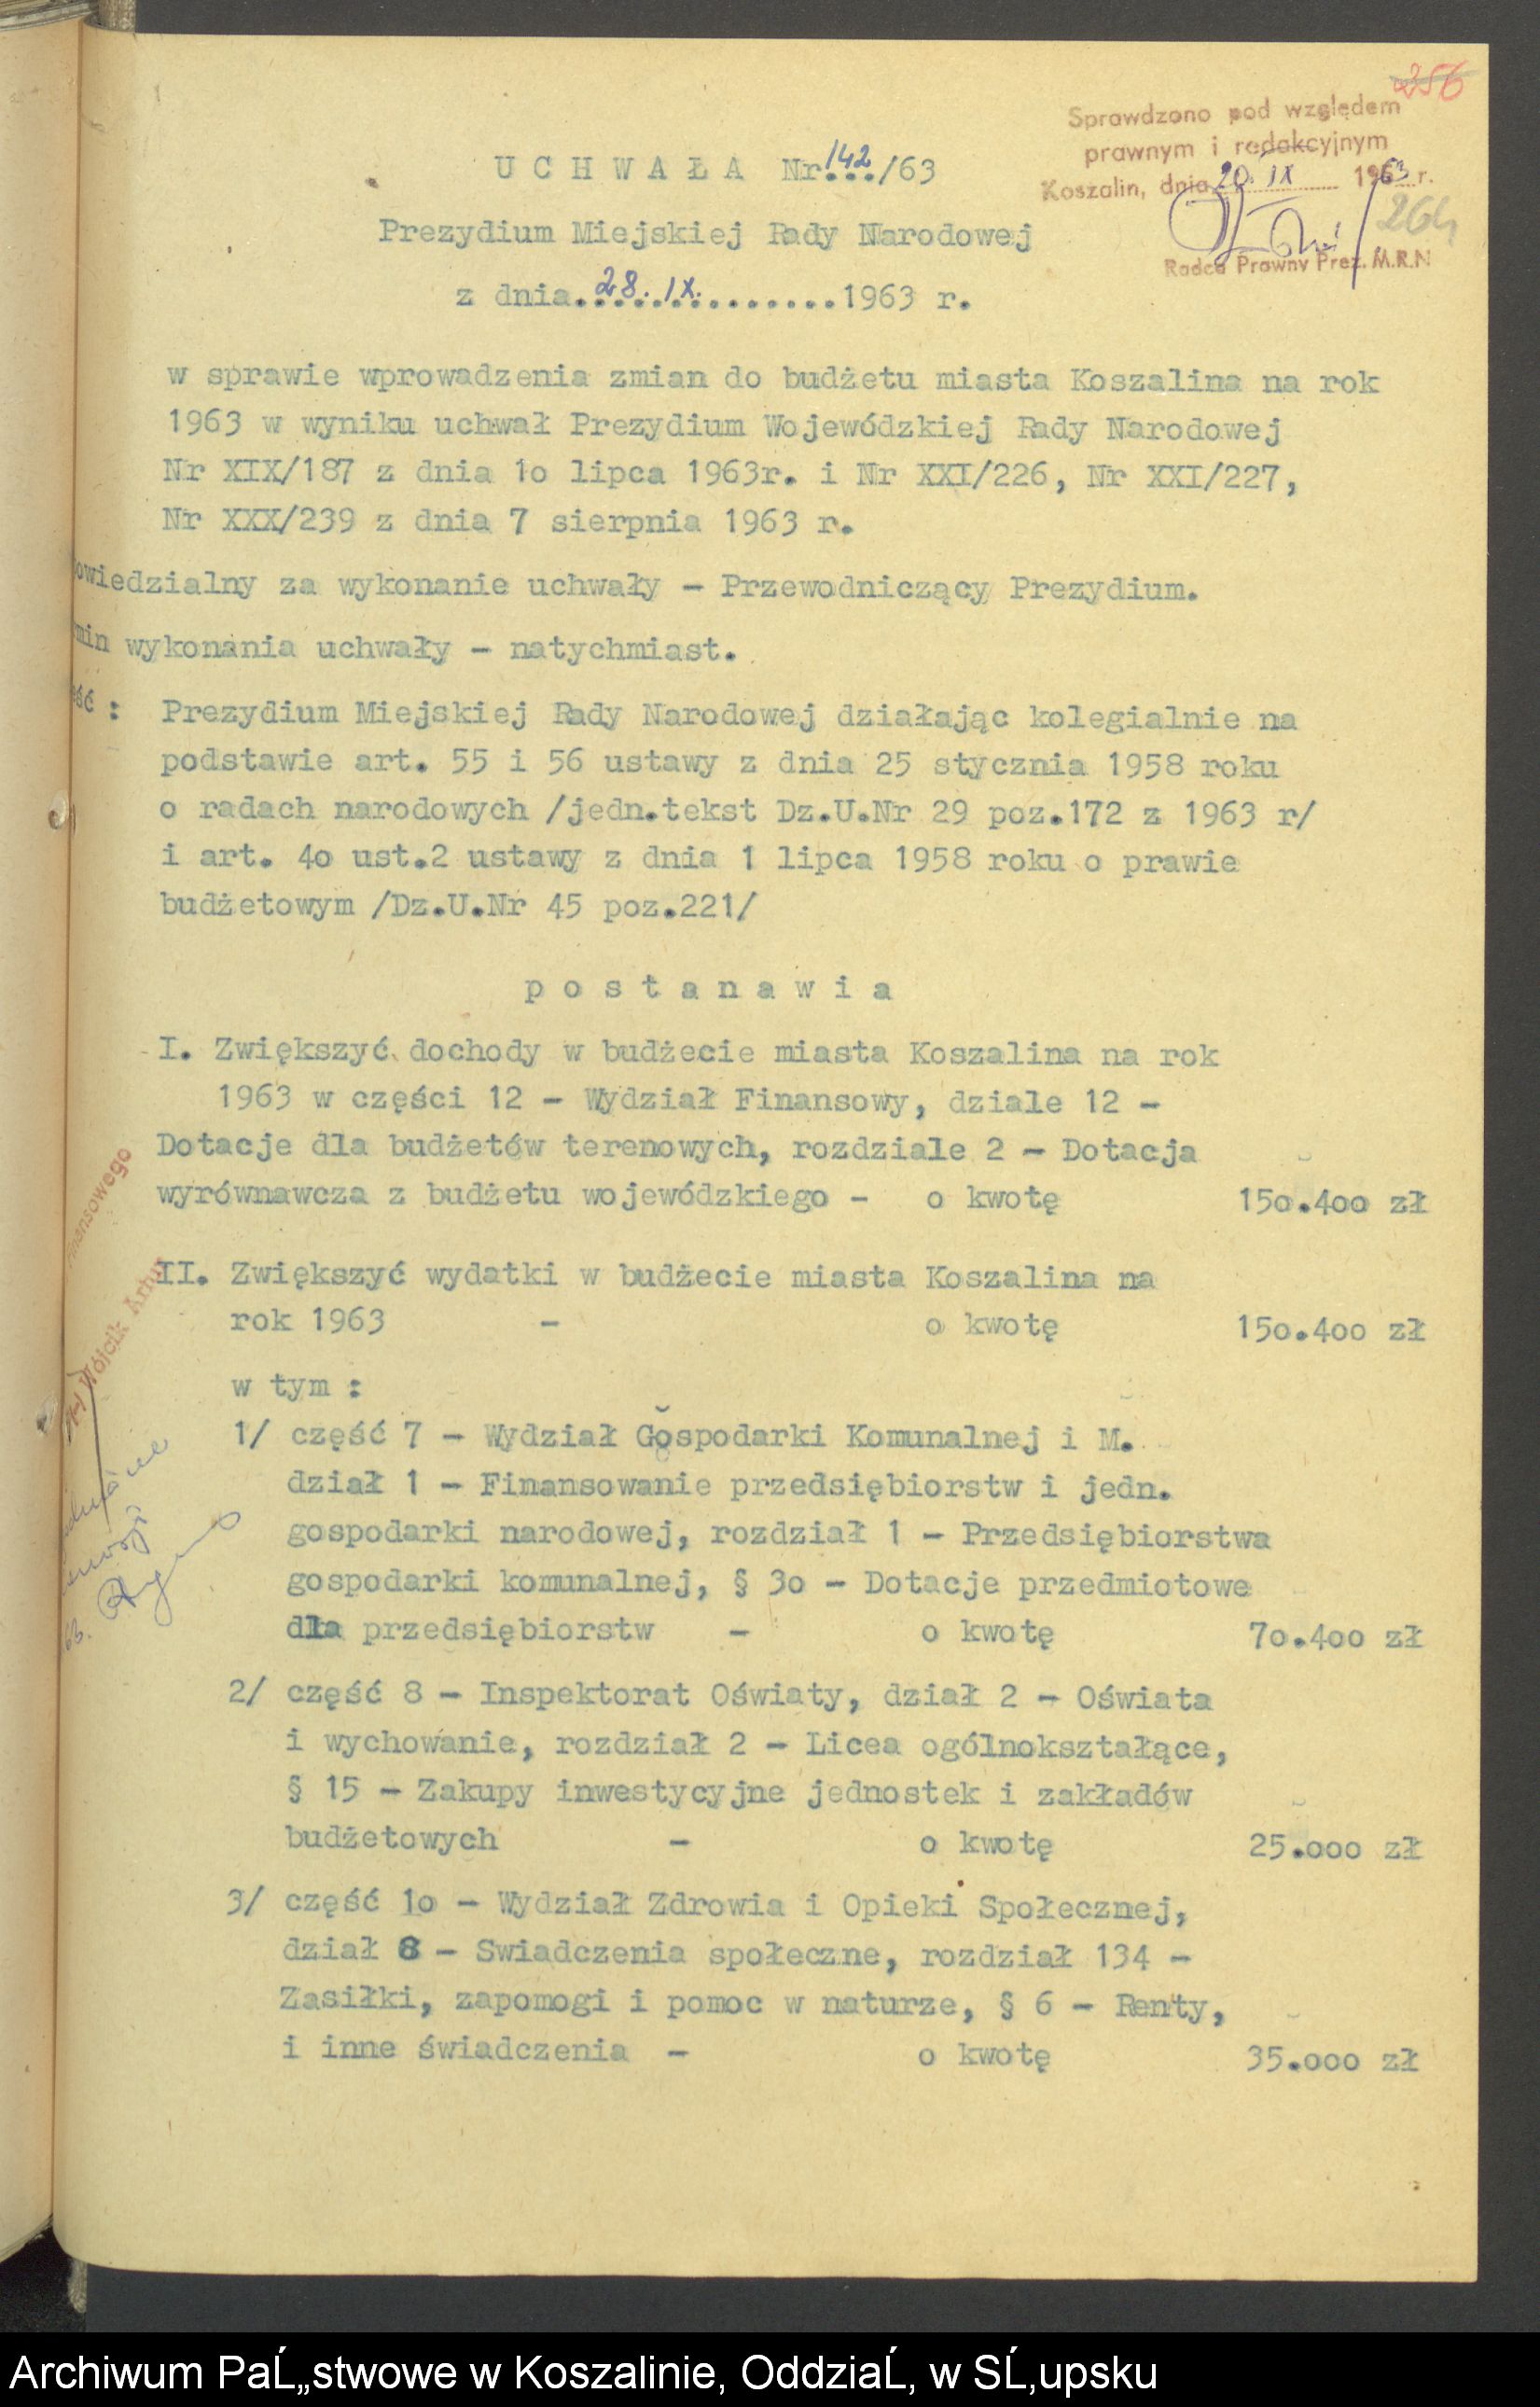 256
Sprawdzono pod względem
prawnym i redakcyjnym
Koszalin, dnia 20. IX 1963 r.
264
Radca Prawny Prez. M.R.N
U C H W A Ł A Nr.142./63
Prezydium Miejskiej Rady Narodowej
z dnia.28.IX...........1963 r.
w sprawie wprowadzenia zmian do budżetu miasta Koszalina na rok
1963 w wyniku uchwał Prezydium Wojewódzkiej Rady Narodowej
Nr XIX/187 z dnia 1o lipca 1963r. i Nr XXI/226, Nr XXI/227,
Nr XXX/239 z dnia 7 sierpnia 1963 r.
owiedzialny za wykonanie uchwały - Przewodniczący Prezydium.
min wykonania uchwały - natychmiast.
eść : Prezydium Miejskiej Rady Narodowej działając kolegialnie na
podstawie art. 55 i 56 ustawy z dnia 25 stycznia 1958 roku
o radach narodowych /jedn.tekst Dz.U.Nr 29 poz.172 z 1963 r/
i art. 4o ust.2 ustawy z dnia 1 lipca 1958 roku o prawie
budżetowym /Dz.U.Nr 45 poz.221/
p o s t a n a w i a
I. Zwiększyć dochody w budżecie miasta Koszalina na rok
1963 w części 12 - Wydział Finansowy, dziale 12 -
Dotacje dla budżetów terenowych, rozdziale 2 - Dotacja
wyrównawcza z budżetu wojewódzkiego - o kwotę 15o.4oo zł
II. Zwiększyć wydatki w budżecie miasta Koszalina na
rok 1963 - o kwotę 15o.4oo zł
w tym :
1/ część 7 - Wydział Gospodarki Komunalnej i M.
dział 1 - Finansowanie przedsiębiorstw i jedn.
gospodarki narodowej, rozdział 1 - Przedsiębiorstwa
gospodarki komunalnej, § 3o - Dotacje przedmiotowe
dla przedsiębiorstw - o kwotę 7o.4oo zł
2/ część 8 - Inspektorat Oświaty, dział 2 - Oświata
i wychowanie, rozdział 2 - Licea ogólnokształące,
§ 15 - Zakupy inwestycyjne jednostek i zakładów
budżetowych - o kwotę 25.ooo zł
3/ część 1o - Wydział Zdrowia i Opieki Społecznej,
dział 8 - Swiadczenia społeczne, rozdział 134 -
Zasiłki, zapomogi i pomoc w naturze, § 6 - Renty,
i inne świadczenia - o kwotę 35.ooo zł
inansowego
Wójcik Artur
63.
Archiwum PaĹ„stwowe w Koszalinie, OddziaĹ‚ w SĹ‚upsku